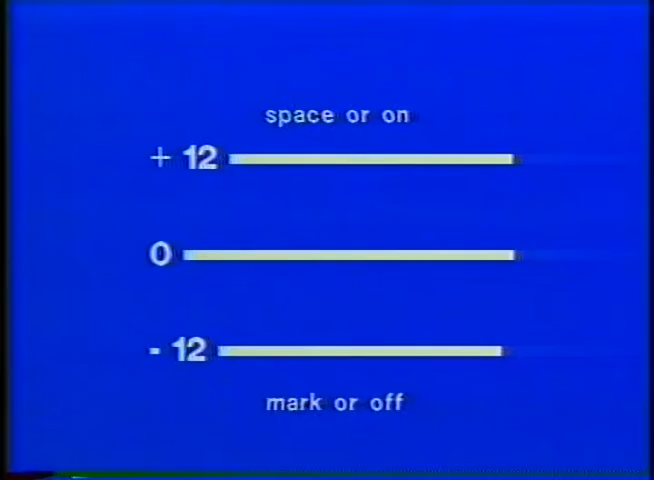 space or on
+ 12
0
- 12
mark or off